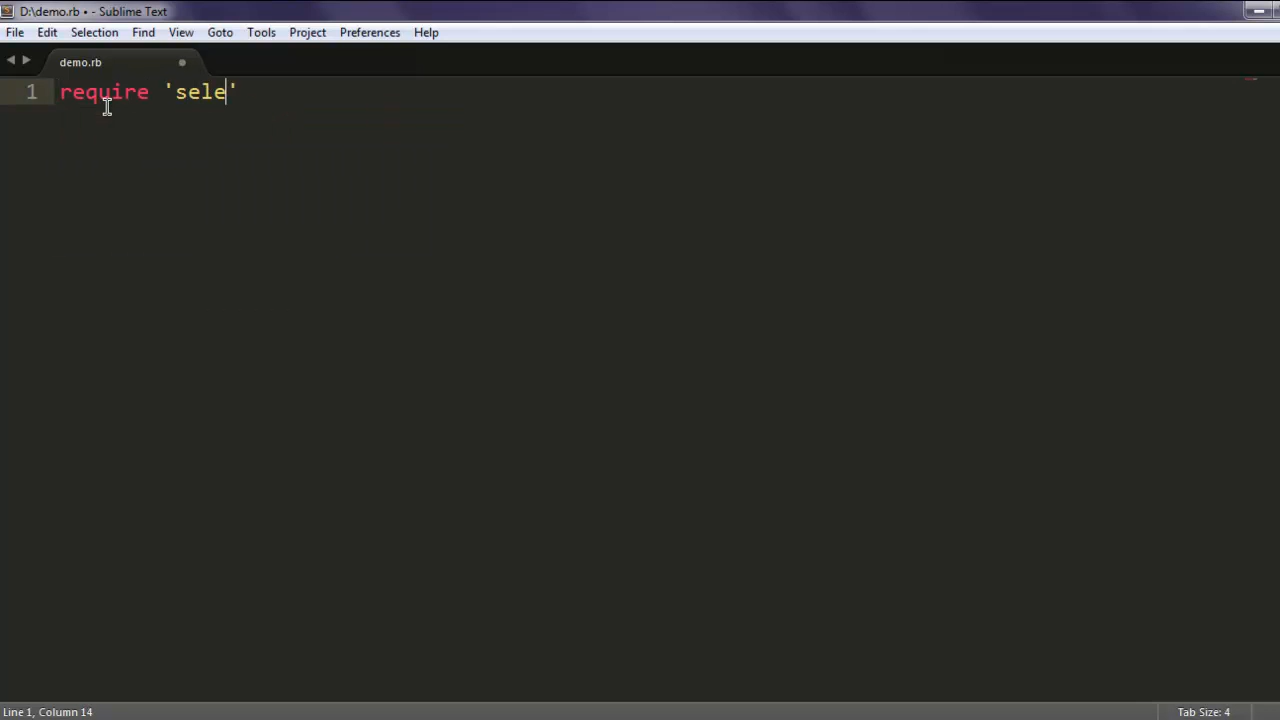 D:\demo.rb • - Sublime Text
File Edit Selection Find View Goto Tools Project Preferences Help
demo.rb
1 require 'sele'
Line 1, Column 14 Tab Size: 4